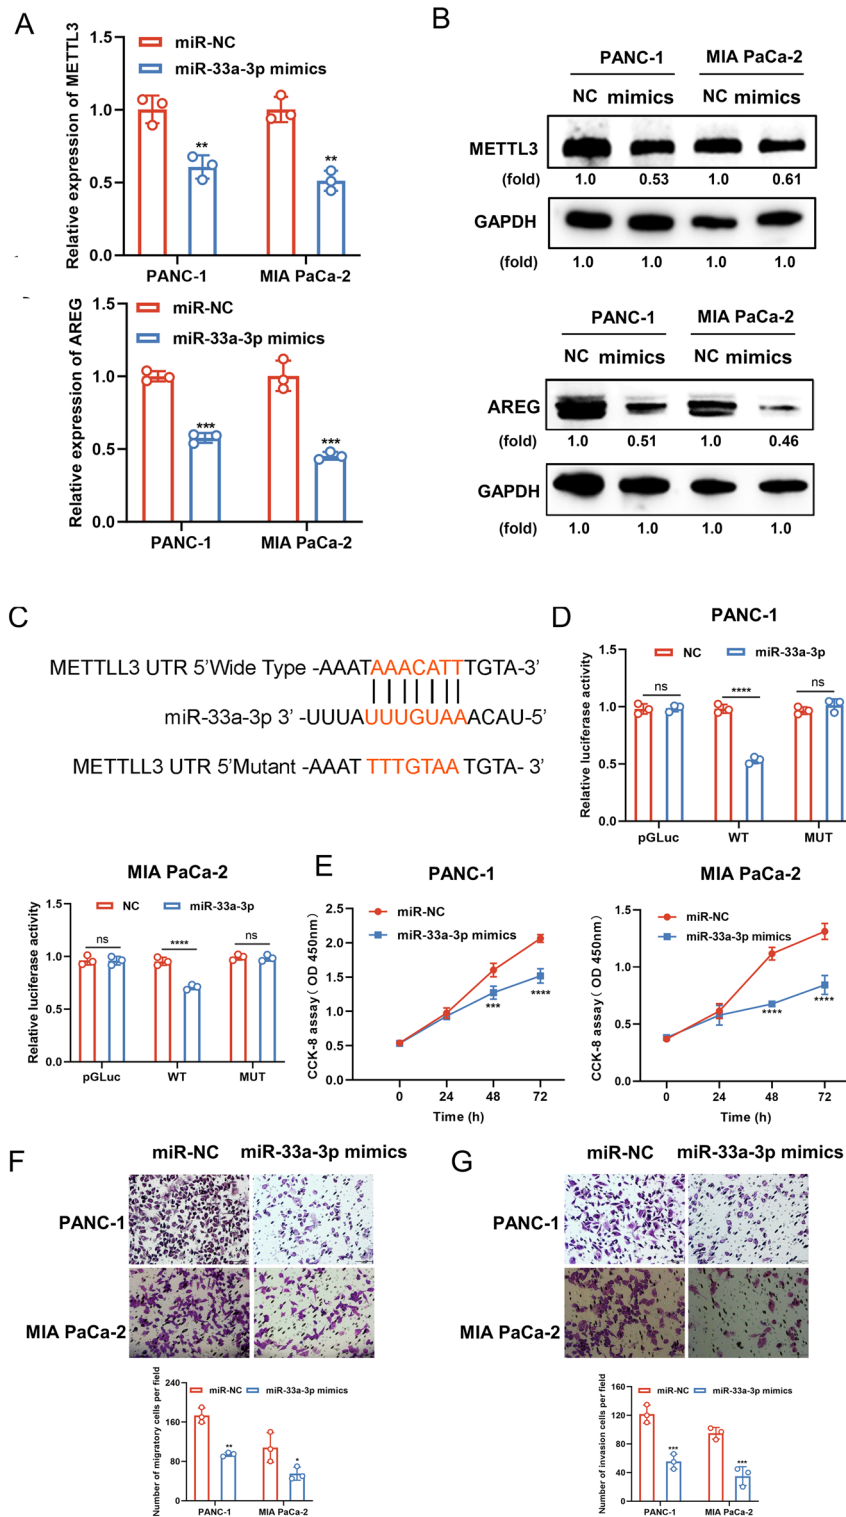 A
Relative expression of METTL3
1.5
1.0
0.5
0.0
miR-NC
miR-33a-3p mimics
**
**
PANC-1
MIA PaCa-2
Relative expression of AREG
1.5
1.0
0.5
0.0
miR-NC
miR-33a-3p mimics
***
***
PANC-1
MIA PaCa-2
B
PANC-1 MIA PaCa-2
NC mimics NC mimics
METTL3
(fold) 1.0 0.53 1.0 0.61
GAPDH
(fold) 1.0 1.0 1.0 1.0
PANC-1 MIA PaCa-2
NC mimics NC mimics
AREG
(fold) 1.0 0.51 1.0 0.46
GAPDH
(fold) 1.0 1.0 1.0 1.0
C
METTLL3 UTR 5'Wide Type -AAATAAACATTTGTA-3'
miR-33a-3p 3' -UUUAUUUGUAAACAU-5'
METTLL3 UTR 5'Mutant -AAAT TTTGTAA TGTA- 3'
D
PANC-1
Relative luciferase activity
1.5
1.0
0.5
0.0
NC
miR-33a-3p
ns
****
ns
pGLuc
WT
MUT
MIA PaCa-2
Relative luciferase activity
1.5
1.0
0.5
0.0
NC
miR-33a-3p
ns
****
ns
pGLuc
WT
MUT
E
PANC-1
CCK-8 assay( OD 450nm)
2.5
2.0
1.5
1.0
0.5
0.0
miR-NC
miR-33a-3p mimics
***
****
0
24
48
72
Time (h)
MIA PaCa-2
CCK-8 assay( OD 450nm)
1.5
1.0
0.5
0.0
miR-NC
miR-33a-3p mimics
****
****
0
24
48
72
Time (h)
F
miR-NC miR-33a-3p mimics
PANC-1
MIA PaCa-2
Number of migratory cells per field
240
160
80
0
miR-NC
miR-33a-3p mimics
**
*
PANC-1
MIA PaCa-2
G
miR-NC miR-33a-3p mimics
PANC-1
MIA PaCa-2
Number of invasion cells per field
160
120
80
40
0
miR-NC
miR-33a-3p mimics
***
***
PANC-1
MIA PaCa-2